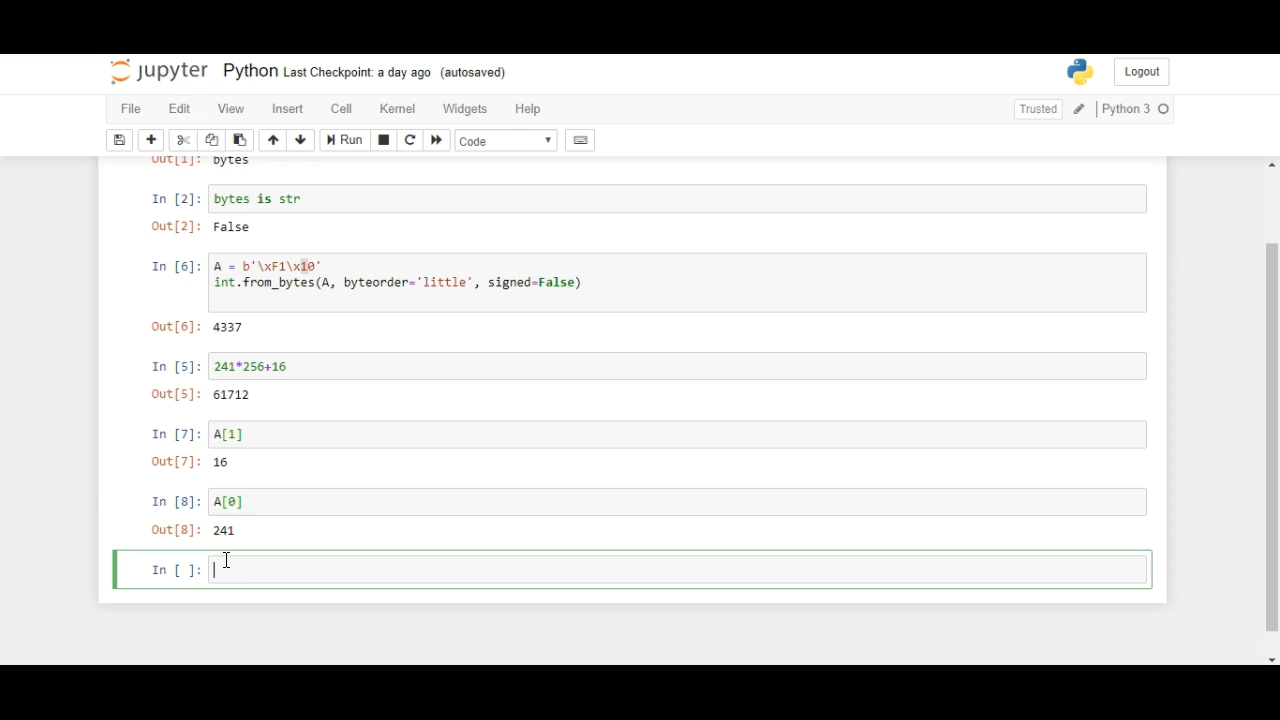 jupyter Python Last Checkpoint: a day ago (autosaved) Logout
File Edit View Insert Cell Kernel Widgets Help Trusted Python 3
Run Code
Out[1]: bytes
In [2]: bytes is str
Out[2]: False
In [6]: A = b'\xF1\x10'
int.from_bytes(A, byteorder='little', signed=False)
Out[6]: 4337
In [5]: 241*256+16
Out[5]: 61712
In [7]: A[1]
Out[7]: 16
In [8]: A[0]
Out[8]: 241
In [ ]: